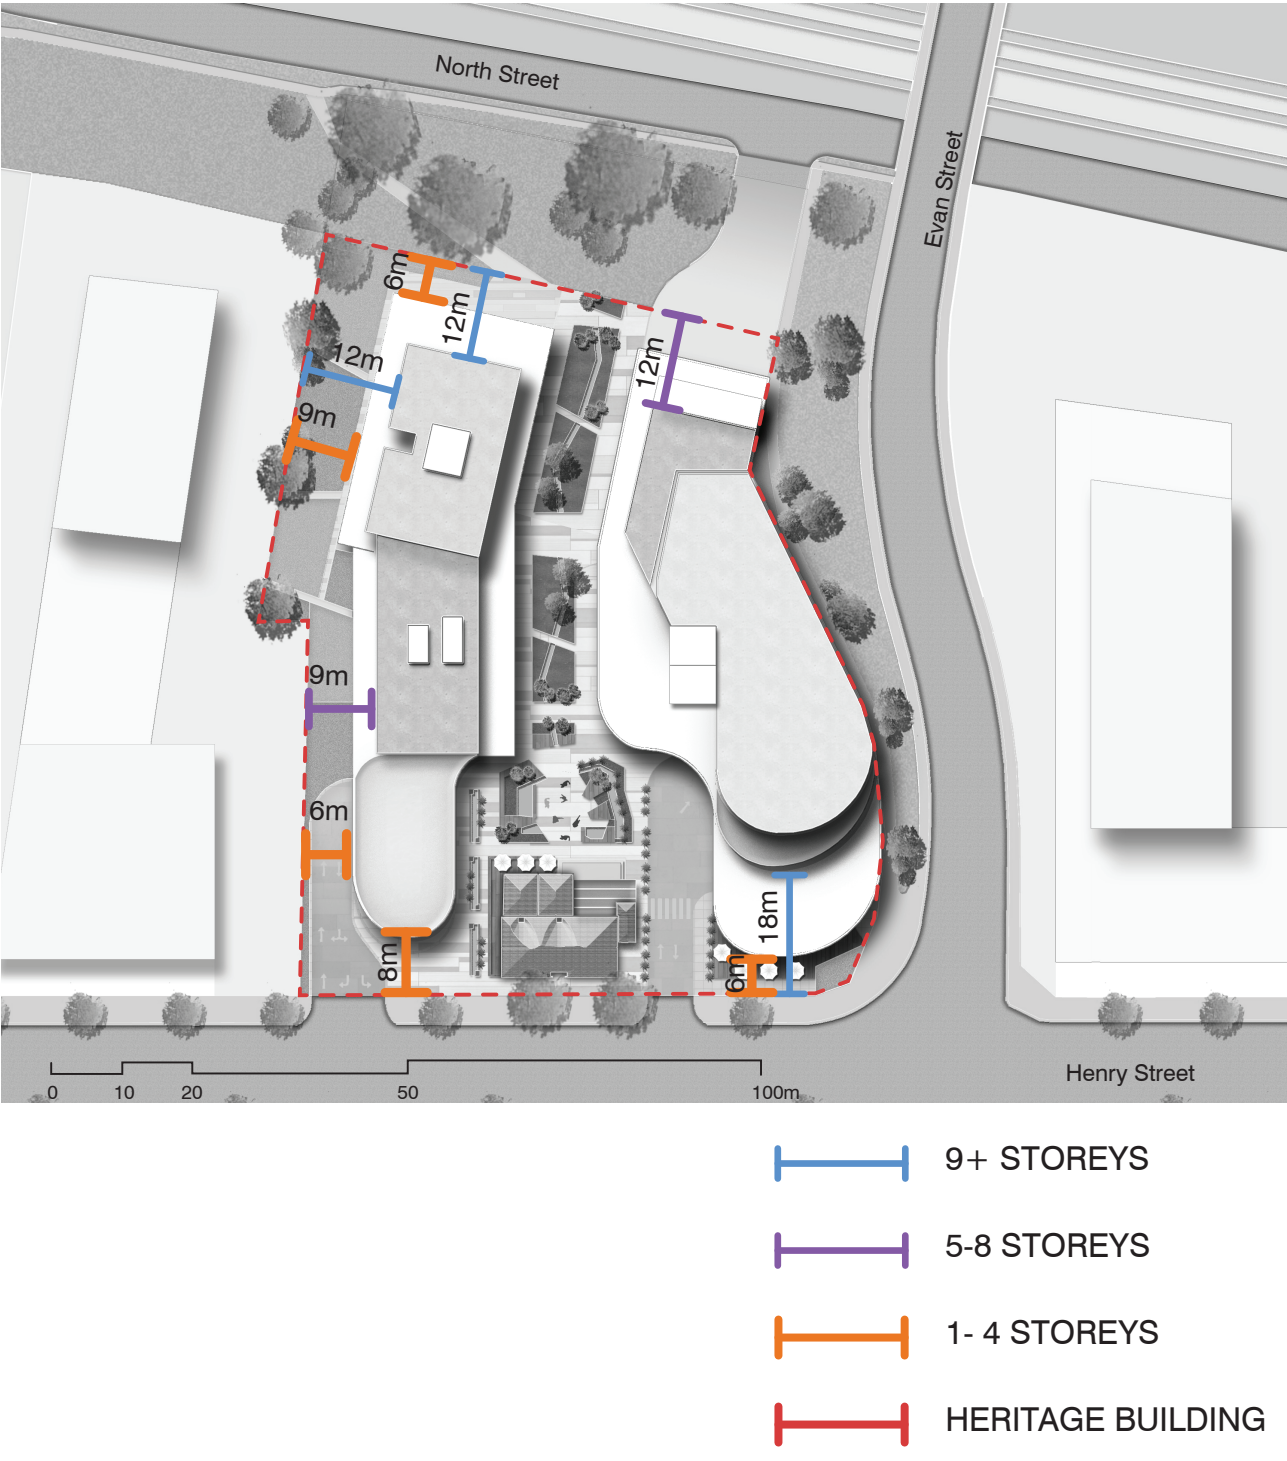 North Street
Evan Street
6m
12m
12m
12m
9m
9m
6m
18m
8m
6m
Henry Street
0 10 20 50 100m
9+ STOREYS
5-8 STOREYS
1- 4 STOREYS
HERITAGE BUILDING